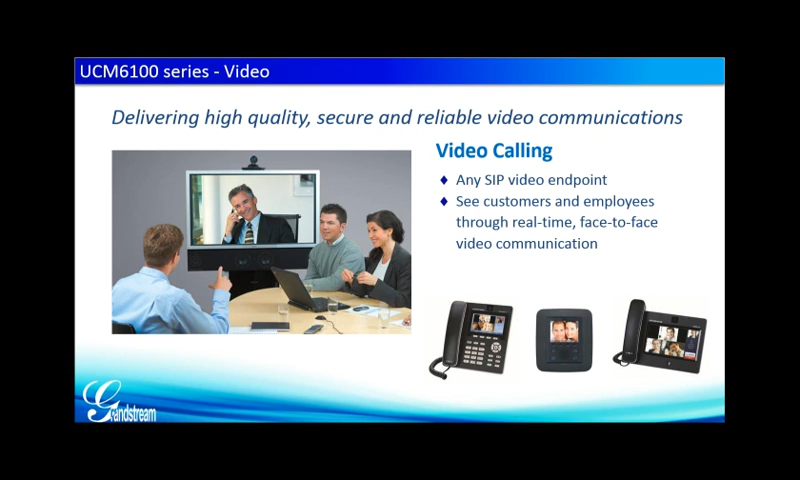 UCM6100 series - Video
Delivering high quality, secure and reliable video communications
Video Calling
♦ Any SIP video endpoint
♦ See customers and employees
through real-time, face-to-face
video communication
Grandstream